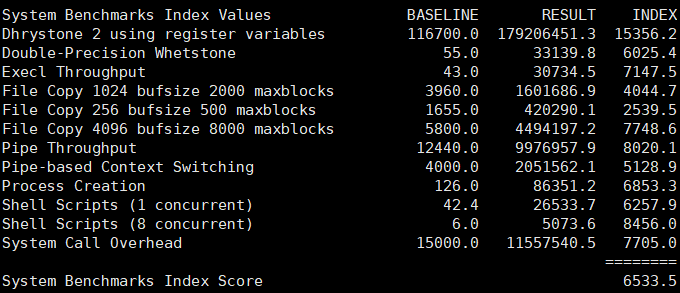 System Benchmarks Index Values BASELINE RESULT INDEX
Dhrystone 2 using register variables 116700.0 179206451.3 15356.2
Double-Precision Whetstone 55.0 33139.8 6025.4
Execl Throughput 43.0 30734.5 7147.5
File Copy 1024 bufsize 2000 maxblocks 3960.0 1601686.9 4044.7
File Copy 256 bufsize 500 maxblocks 1655.0 420290.1 2539.5
File Copy 4096 bufsize 8000 maxblocks 5800.0 4494197.2 7748.6
Pipe Throughput 12440.0 9976957.9 8020.1
Pipe-based Context Switching 4000.0 2051562.1 5128.9
Process Creation 126.0 86351.2 6853.3
Shell Scripts (1 concurrent) 42.4 26533.7 6257.9
Shell Scripts (8 concurrent) 6.0 5073.6 8456.0
System Call Overhead 15000.0 11557540.5 7705.0
========
System Benchmarks Index Score 6533.5